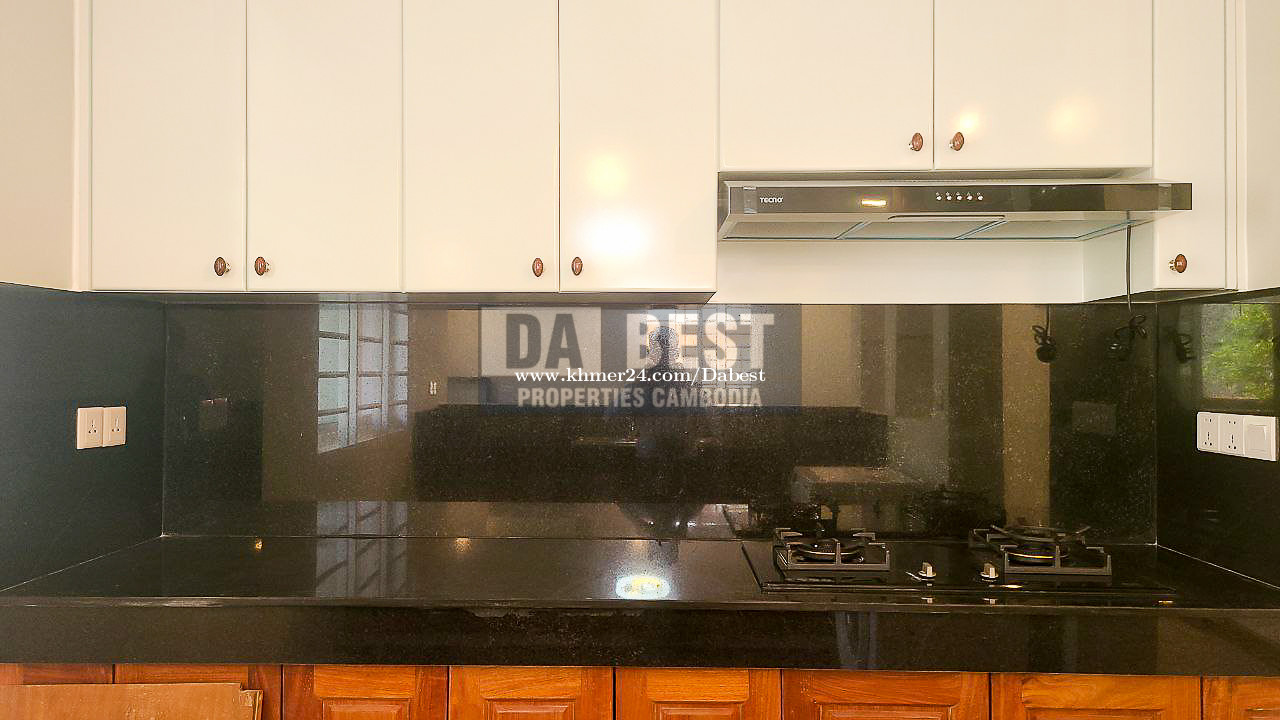 TECNO
DA BEST
www.khmer24.com/Dabest
PROPERTIES CAMBODIA